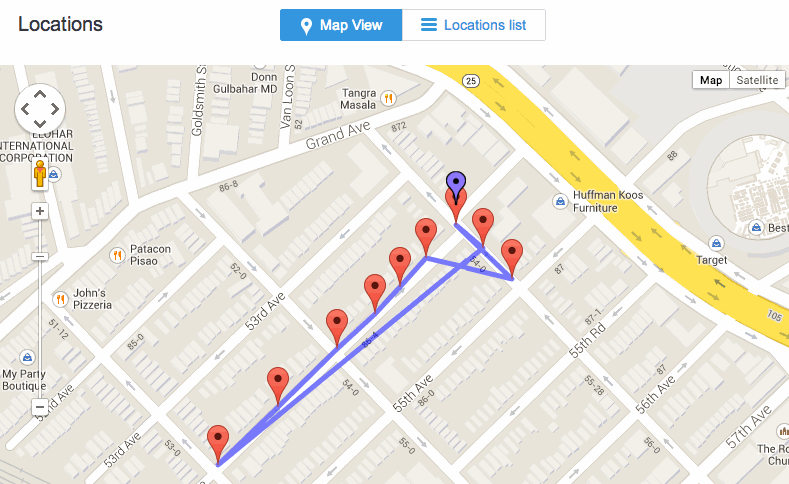 Locations
Map View
Locations list
Map
Satellite
Donn
Gulbahar MD
Tangra
Masala
25
Goldsmith St
Van Loon St
52
Grand Ave
872
88
ELOHAR
INTERNATIONAL
CORPORATION
86-8
Huffman Koos
Furniture
Best
Target
Patacon
Pisao
John's
Pizzeria
52-0
53rd Ave
54-0
87
105
51-12
85-0
86-4
87-1
55th Rd
My Party
Boutique
52nd Ave
54-0
55th Ave
86-0
55-28
87
56th Ave
57th Ave
53rd Ave
53-0
55-0
56-0
The Ro
Chur